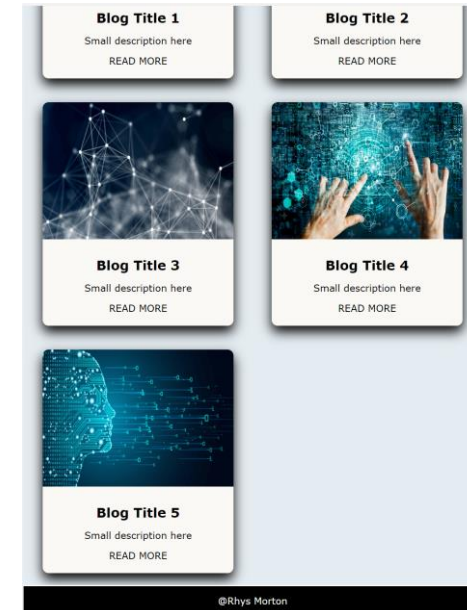 Blog Title 1
Small description here
READ MORE
Blog Title 2
Small description here
READ MORE
Blog Title 3
Small description here
READ MORE
Blog Title 4
Small description here
READ MORE
Blog Title 5
Small description here
READ MORE
@Rhys Morton